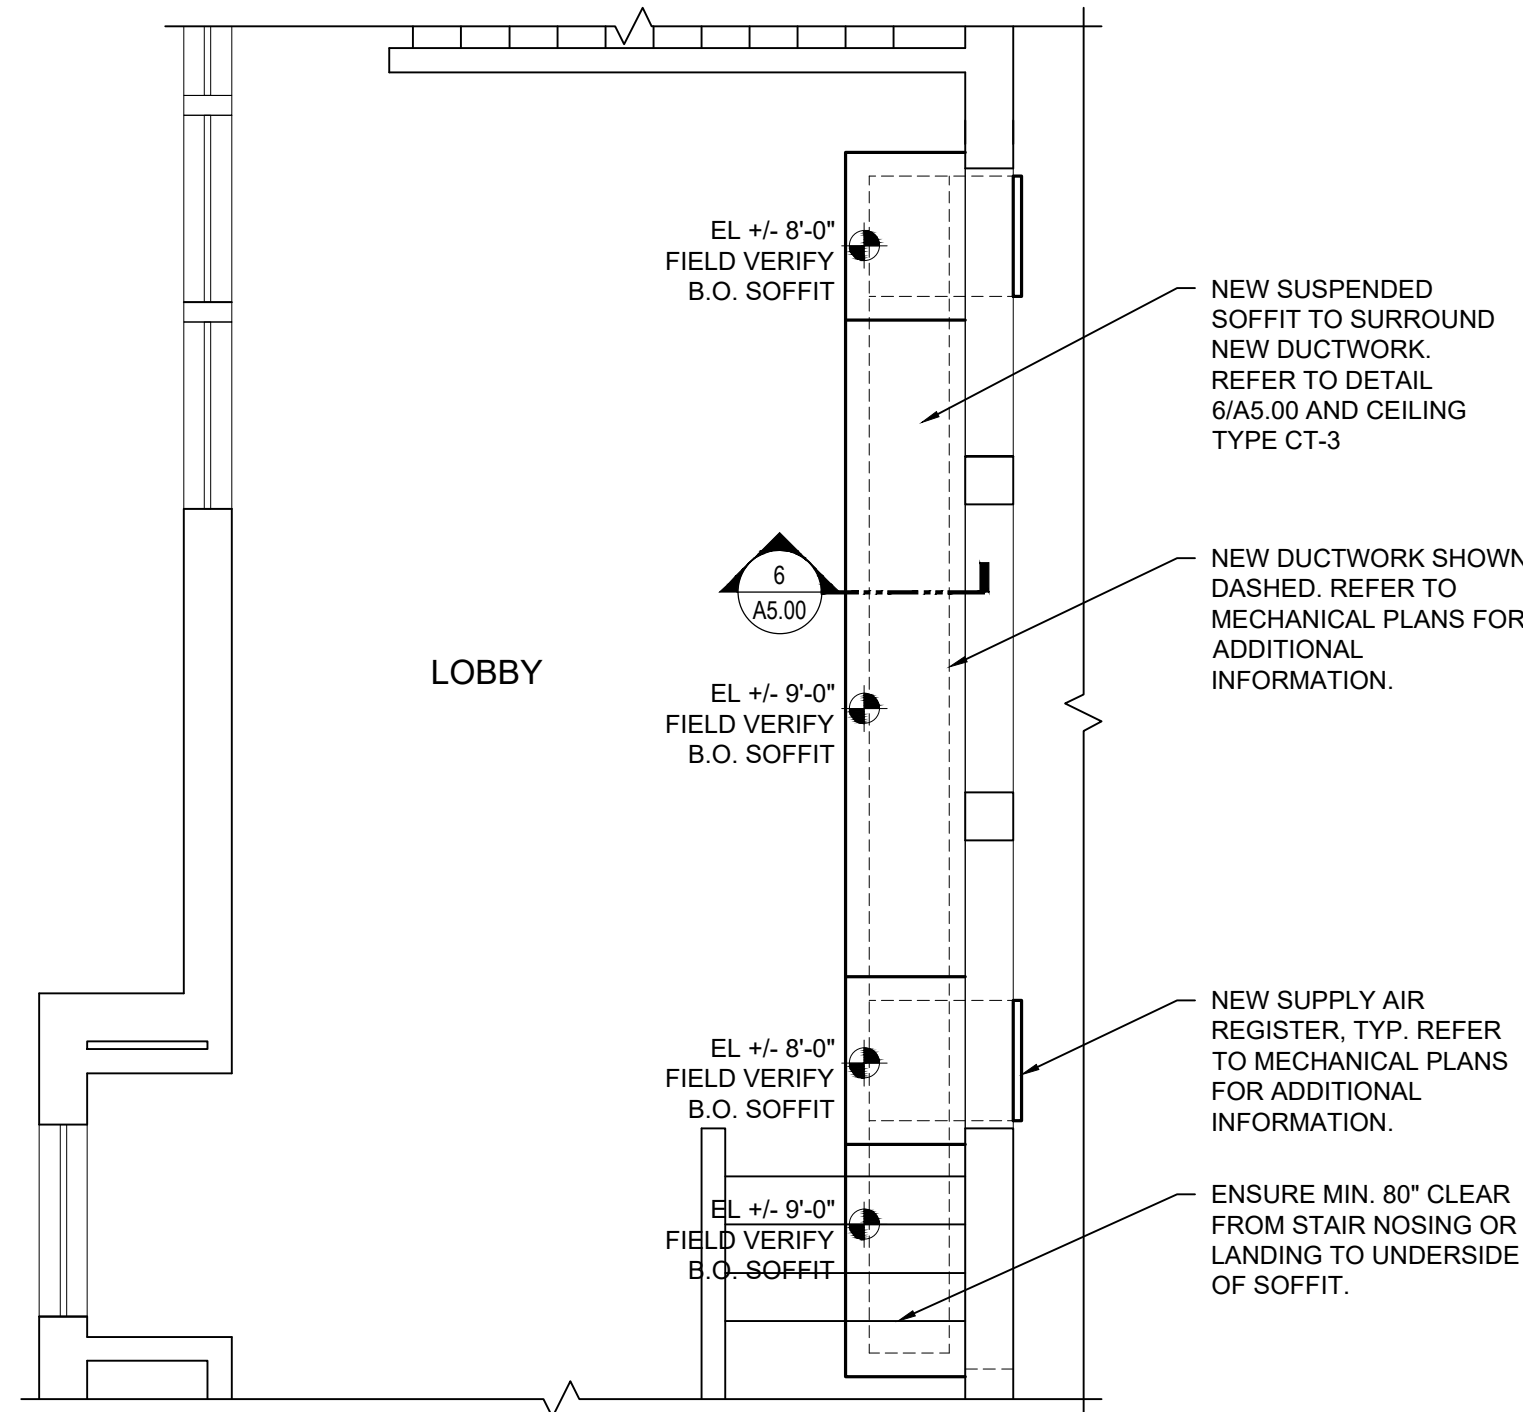 EL +/- 8'-0"
FIELD VERIFY
B.O. SOFFIT
NEW SUSPENDED
SOFFIT TO SURROUND
NEW DUCTWORK.
REFER TO DETAIL
6/A5.00 AND CEILING
TYPE CT-3
6
A5.00
NEW DUCTWORK SHOWN
DASHED. REFER TO
MECHANICAL PLANS FOR
ADDITIONAL
INFORMATION.
LOBBY
EL +/- 9'-0"
FIELD VERIFY
B.O. SOFFIT
EL +/- 8'-0"
FIELD VERIFY
B.O. SOFFIT
NEW SUPPLY AIR
REGISTER, TYP. REFER
TO MECHANICAL PLANS
FOR ADDITIONAL
INFORMATION.
EL +/- 9'-0"
FIELD VERIFY
B.O. SOFFIT
ENSURE MIN. 80" CLEAR
FROM STAIR NOSING OR
LANDING TO UNDERSIDE
OF SOFFIT.